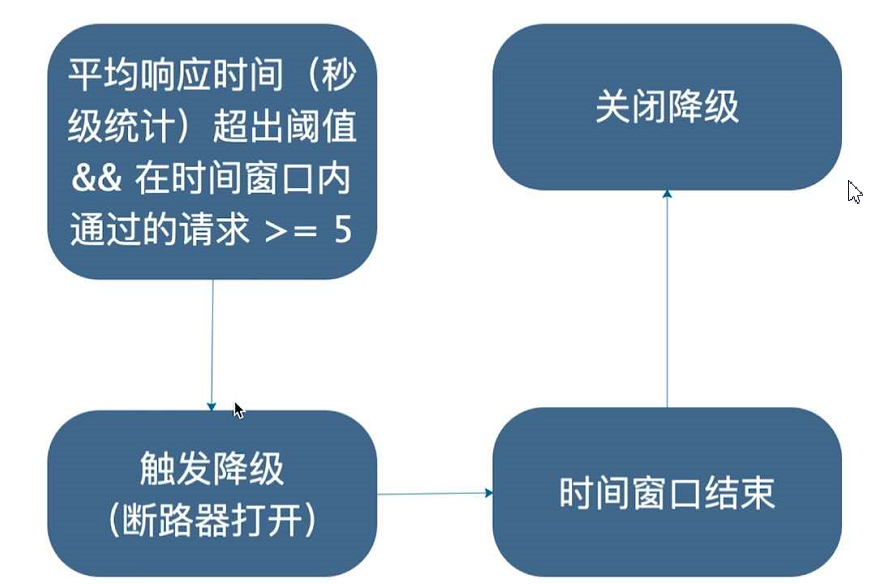 平均响应时间（秒
级统计）超出阈值
&& 在时间窗口内
通过的请求 >= 5
关闭降级
触发降级
（断路器打开）
时间窗口结束